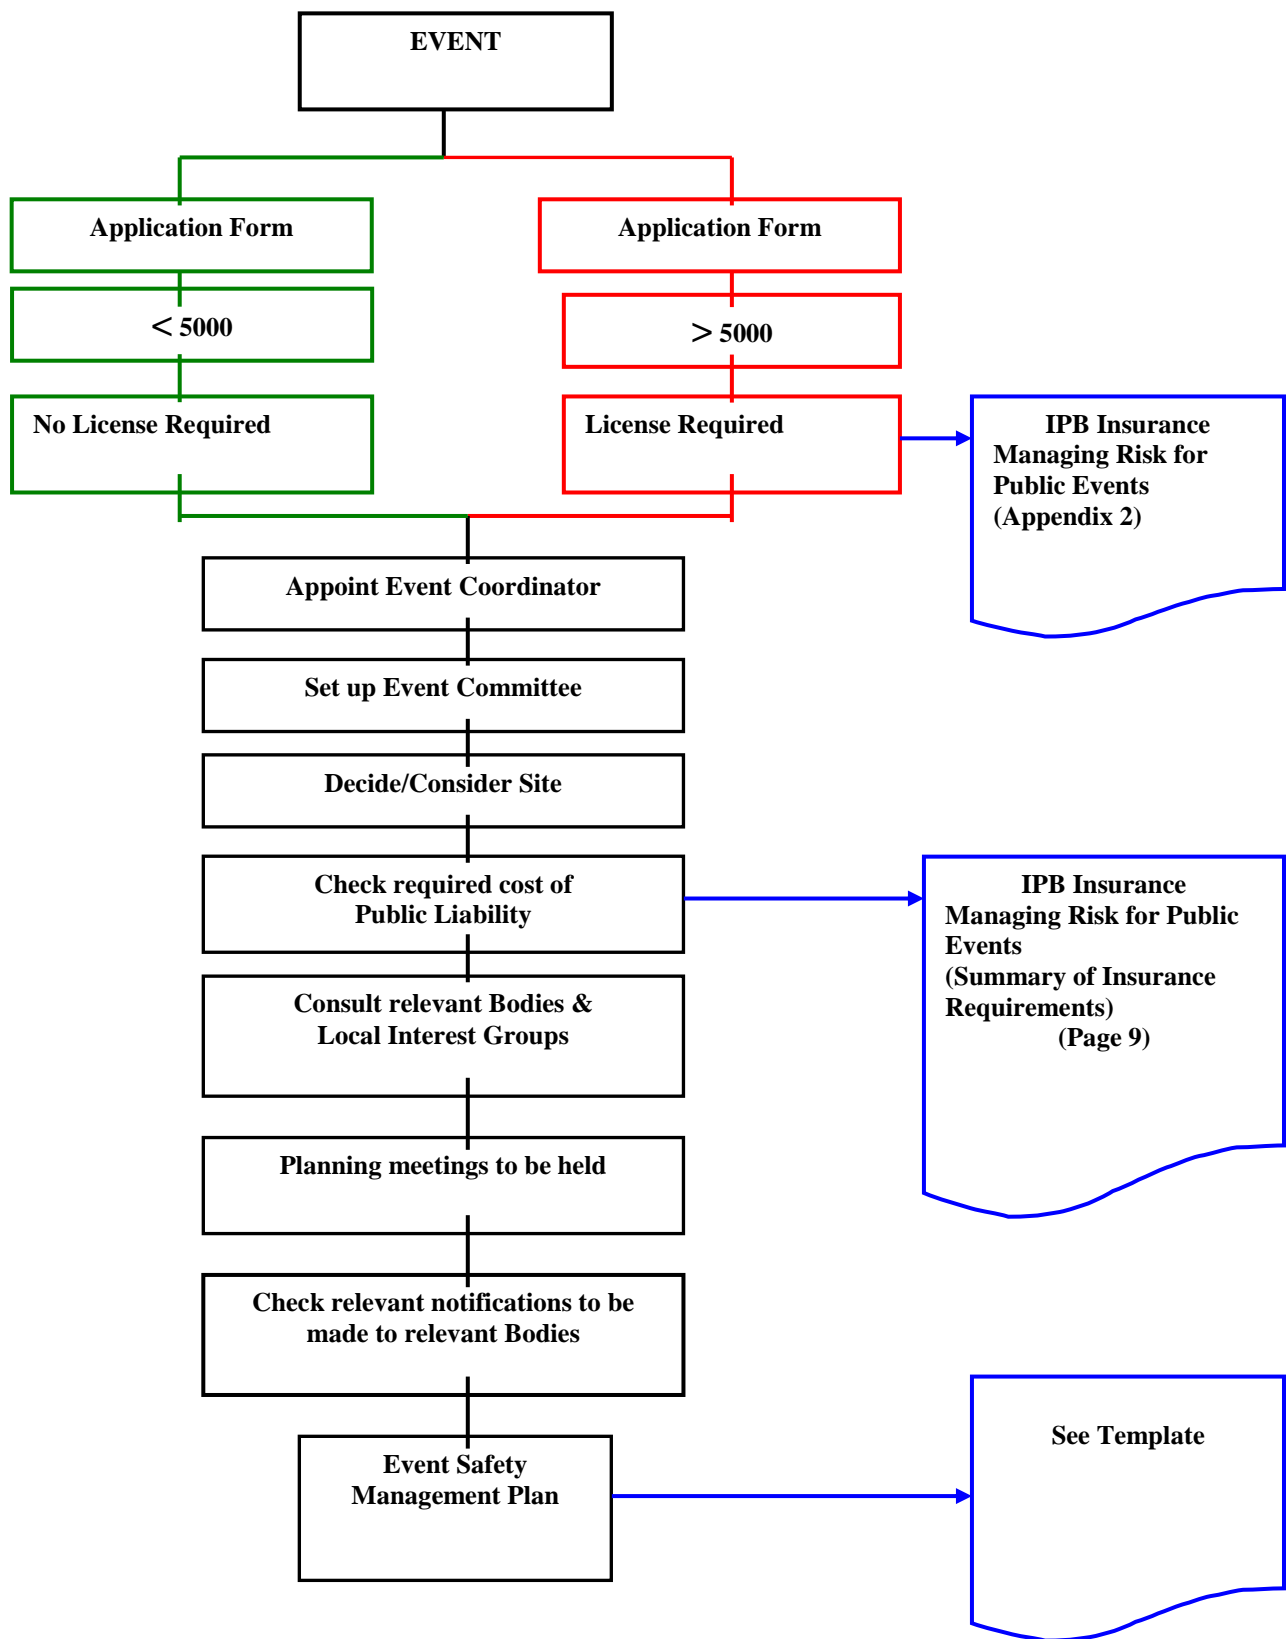 EVENT
Application Form
Application Form
< 5000
> 5000
No License Required
License Required
IPB Insurance
Managing Risk for
Public Events
(Appendix 2)
Appoint Event Coordinator
Set up Event Committee
Decide/Consider Site
Check required cost of
Public Liability
IPB Insurance
Managing Risk for Public
Events
(Summary of Insurance
Requirements)
(Page 9)
Consult relevant Bodies &
Local Interest Groups
Planning meetings to be held
Check relevant notifications to be
made to relevant Bodies
Event Safety
Management Plan
See Template